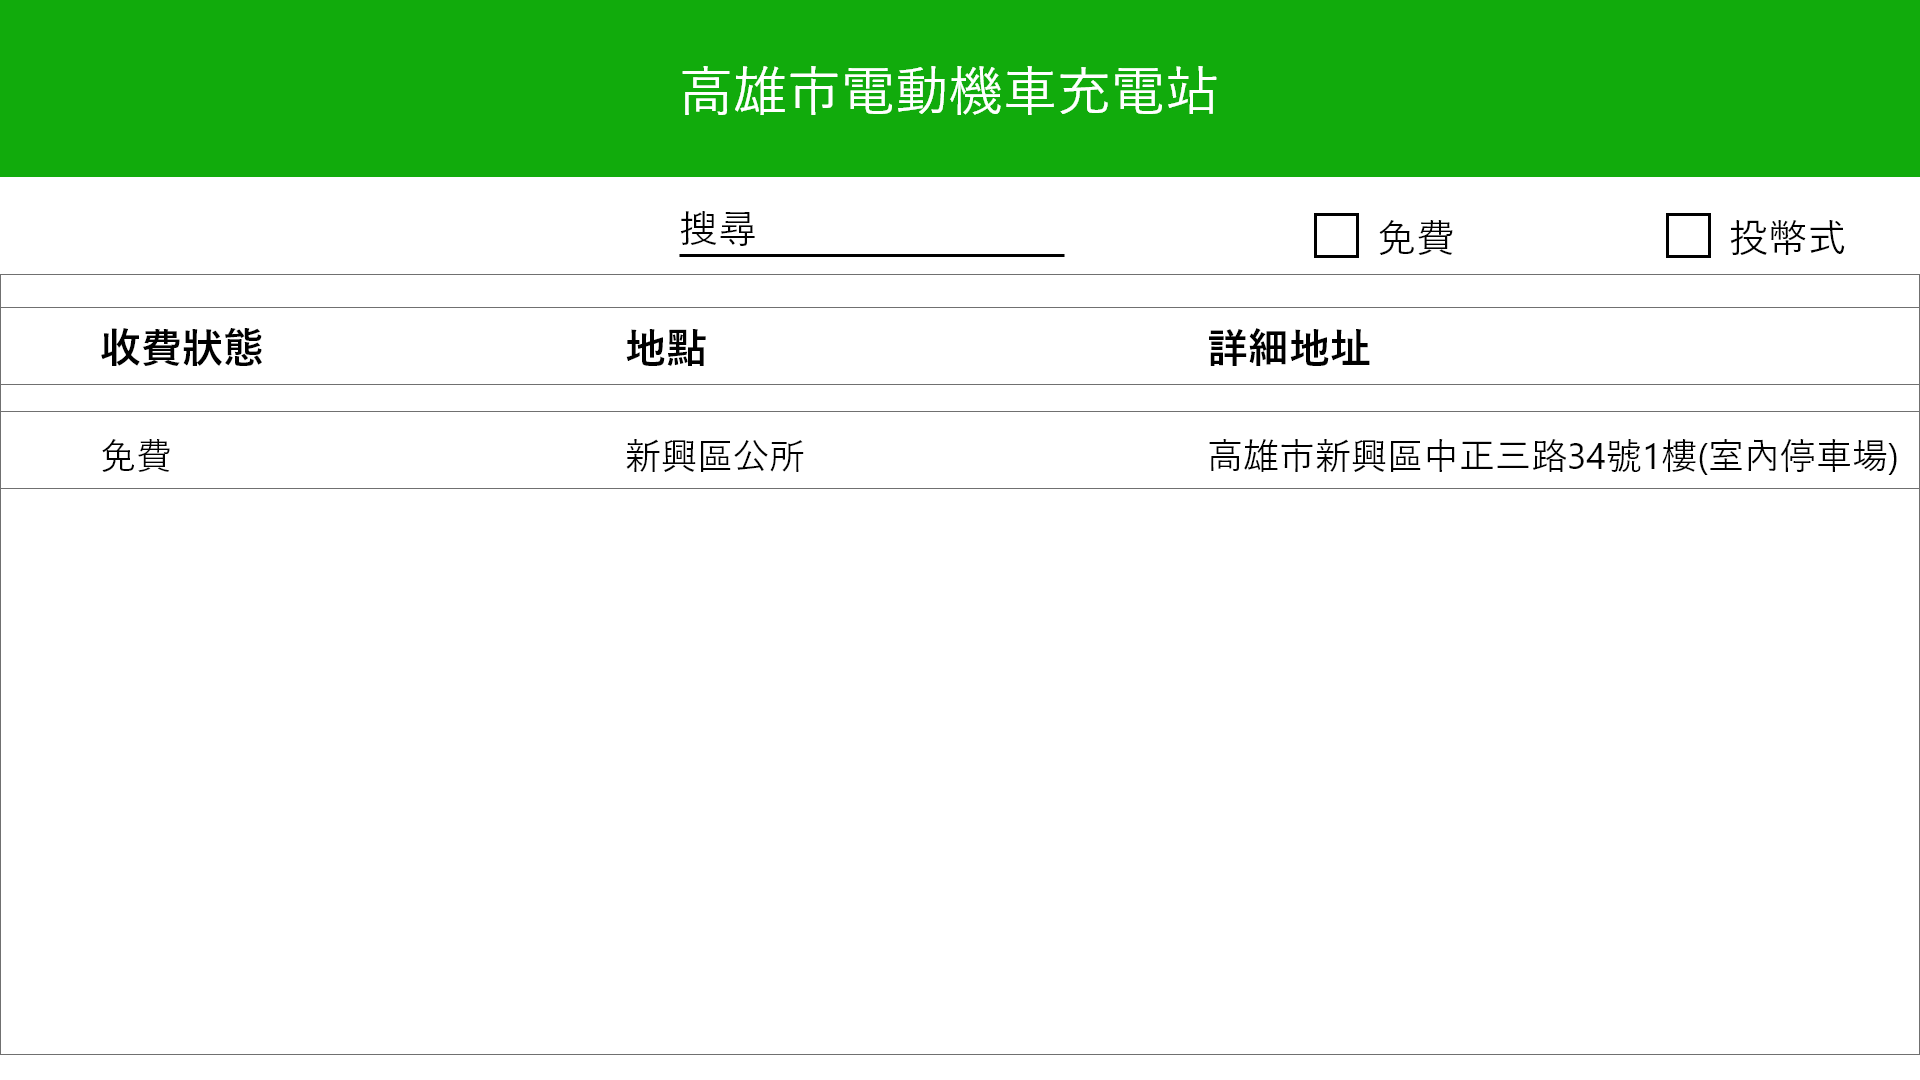 高雄市電動機車充電站
搜尋
免費
投幣式
收費狀態 地點 詳細地址
免費 新興區公所 高雄市新興區中正三路34號1樓(室內停車場)